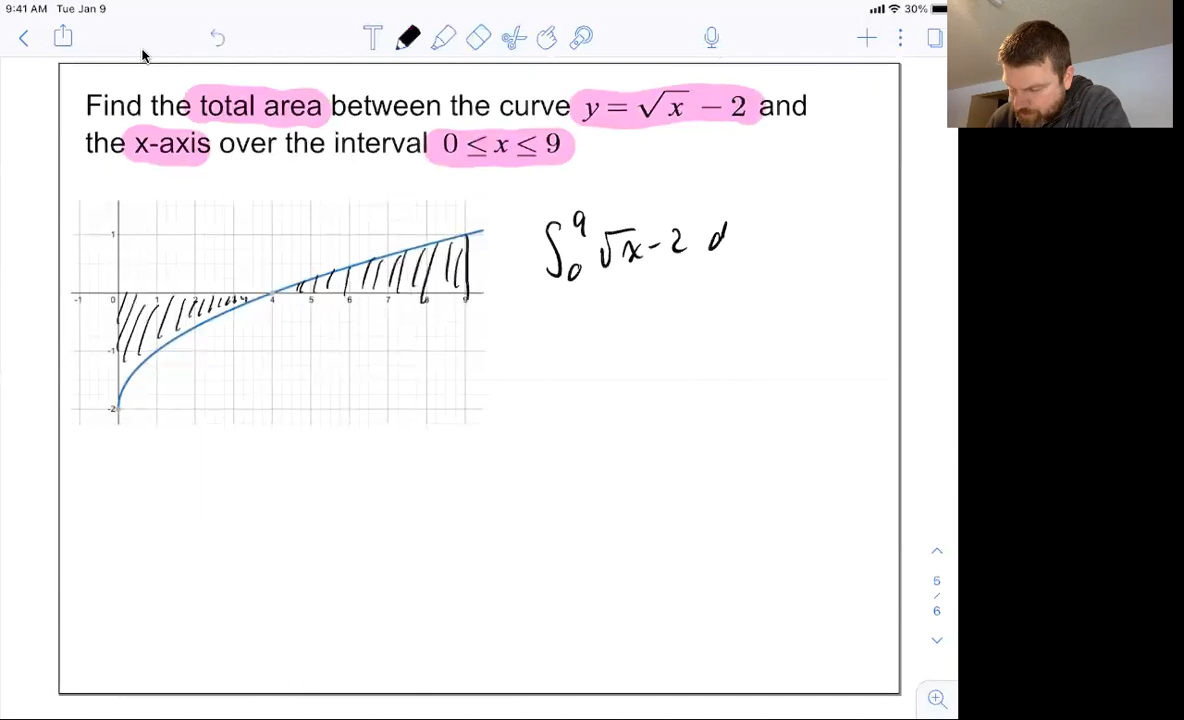 9:41 AM Tue Jan 9
30%
T
Find the total area between the curve y = √x − 2 and
the x-axis over the interval 0 ≤ x ≤ 9
∫₀⁹ √x − 2 d
1
-1 0 1 2 3 4 5 6 7 8 9
-1
-2
5
/
6